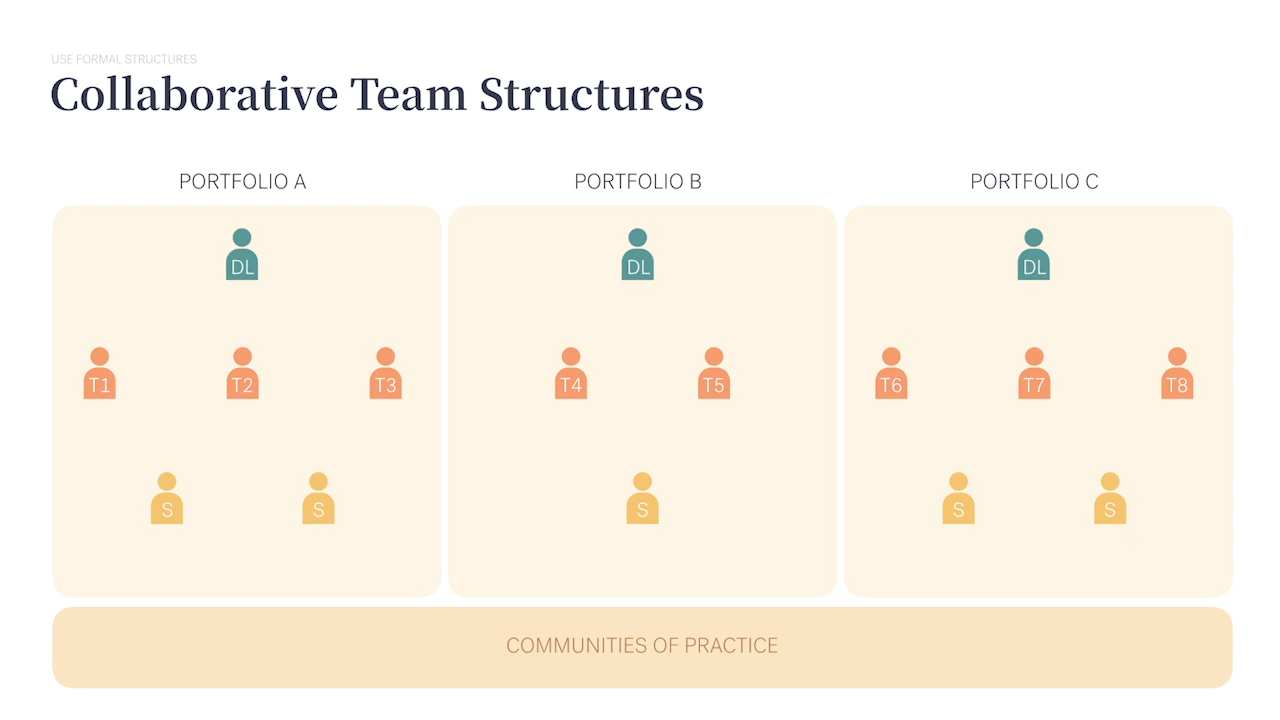 USE FORMAL STRUCTURES
Collaborative Team Structures
PORTFOLIO A
PORTFOLIO B
PORTFOLIO C
DL
DL
DL
T1
T2
T3
T4
T5
T6
T7
T8
S
S
S
S
S
COMMUNITIES OF PRACTICE